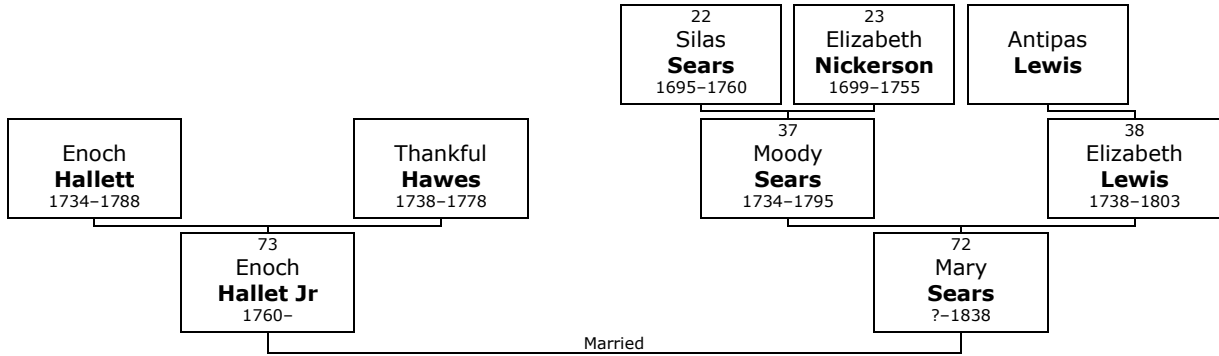 22
Silas
Sears
1695–1760
23
Elizabeth
Nickerson
1699–1755
Antipas
Lewis
Enoch
Hallett
1734–1788
Thankful
Hawes
1738–1778
37
Moody
Sears
1734–1795
38
Elizabeth
Lewis
1738–1803
73
Enoch
Hallet Jr
1760–
72
Mary
Sears
?–1838
Married